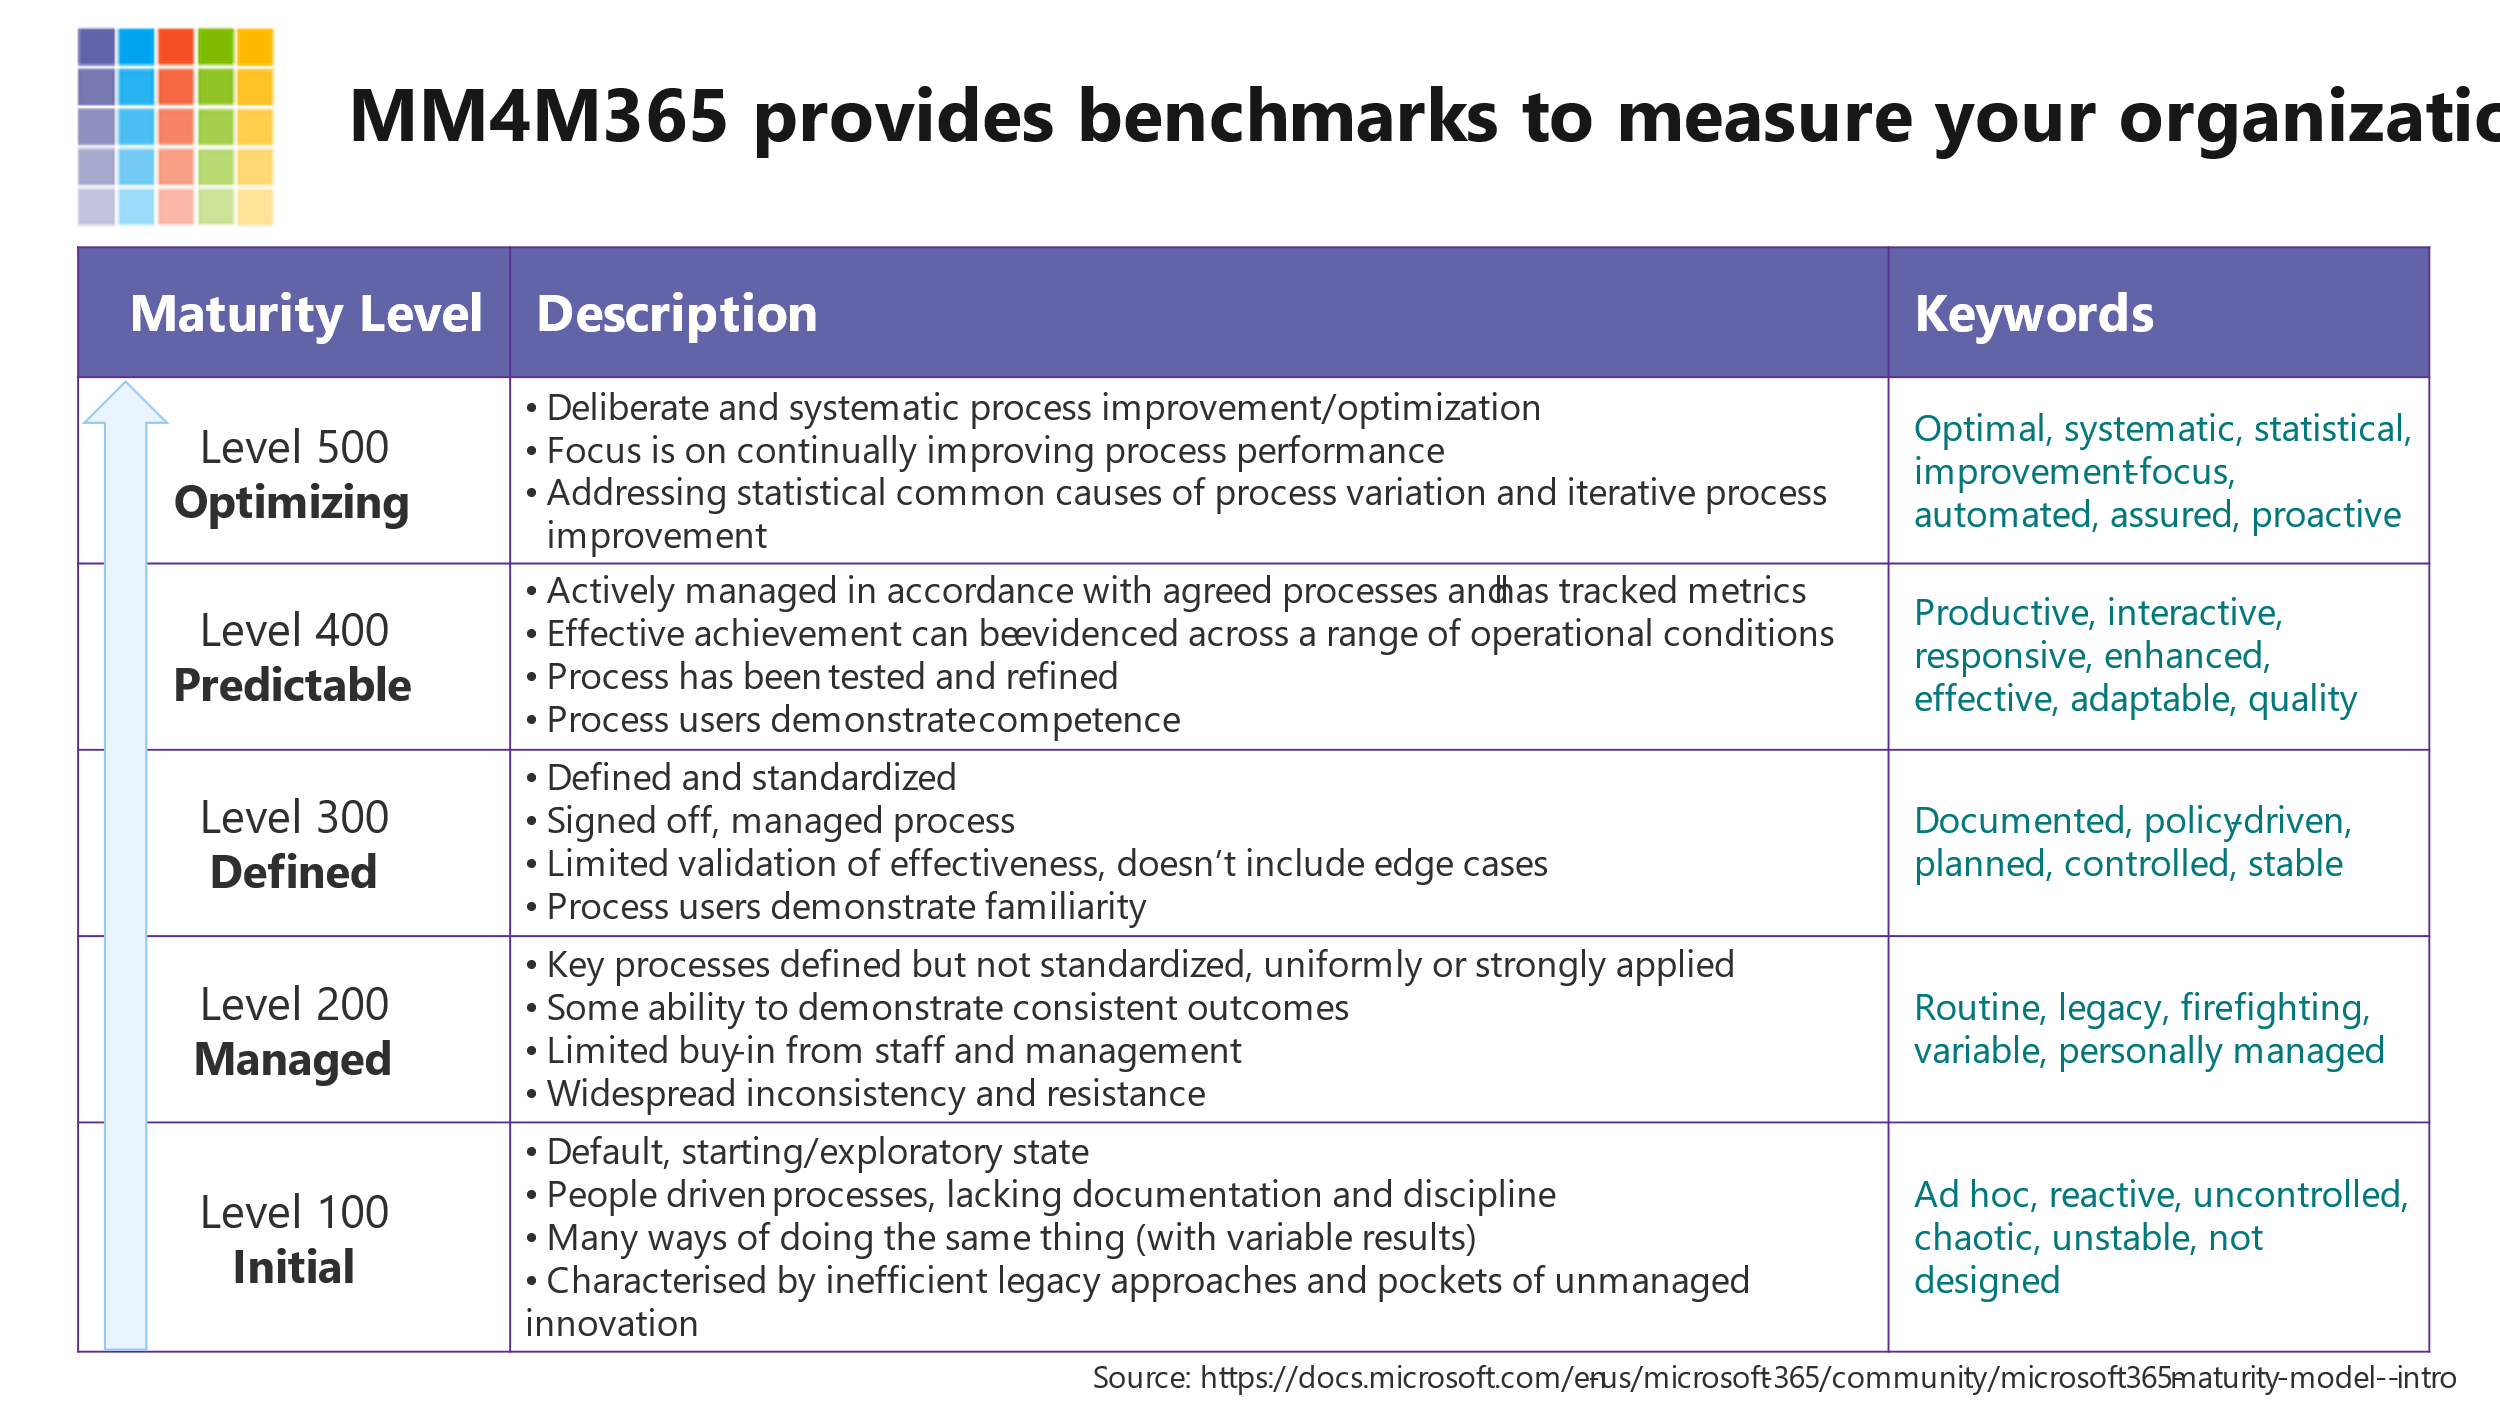 MM4M365 provides benchmarks to measure your organizatio
Maturity Level Description Keywords
Level 500
Optimizing
• Deliberate and systematic process improvement/optimization
• Focus is on continually improving process performance
• Addressing statistical common causes of process variation and iterative process
improvement
Optimal, systematic, statistical,
improvement-focus,
automated, assured, proactive
Level 400
Predictable
• Actively managed in accordance with agreed processes and has tracked metrics
• Effective achievement can be evidenced across a range of operational conditions
• Process has been tested and refined
• Process users demonstrate competence
Productive, interactive,
responsive, enhanced,
effective, adaptable, quality
Level 300
Defined
• Defined and standardized
• Signed off, managed process
• Limited validation of effectiveness, doesn’t include edge cases
• Process users demonstrate familiarity
Documented, policy-driven,
planned, controlled, stable
Level 200
Managed
• Key processes defined but not standardized, uniformly or strongly applied
• Some ability to demonstrate consistent outcomes
• Limited buy-in from staff and management
• Widespread inconsistency and resistance
Routine, legacy, firefighting,
variable, personally managed
Level 100
Initial
• Default, starting/exploratory state
• People driven processes, lacking documentation and discipline
• Many ways of doing the same thing (with variable results)
• Characterised by inefficient legacy approaches and pockets of unmanaged
innovation
Ad hoc, reactive, uncontrolled,
chaotic, unstable, not
designed
Source: https://docs.microsoft.com/en-us/microsoft-365/community/microsoft365-maturity-model--intro